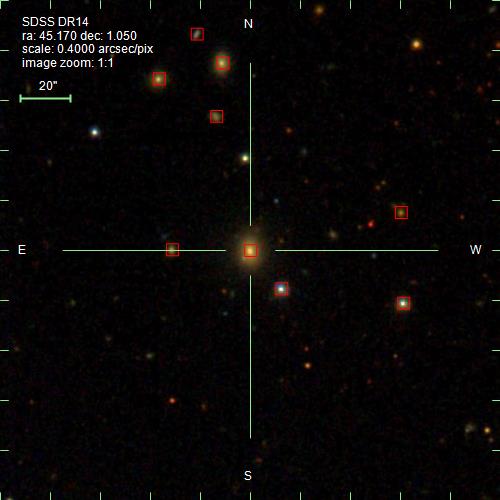 SDSS DR14
ra: 45.170 dec: 1.050
scale: 0.4000 arcsec/pix
image zoom: 1:1
20"
N
E
W
S